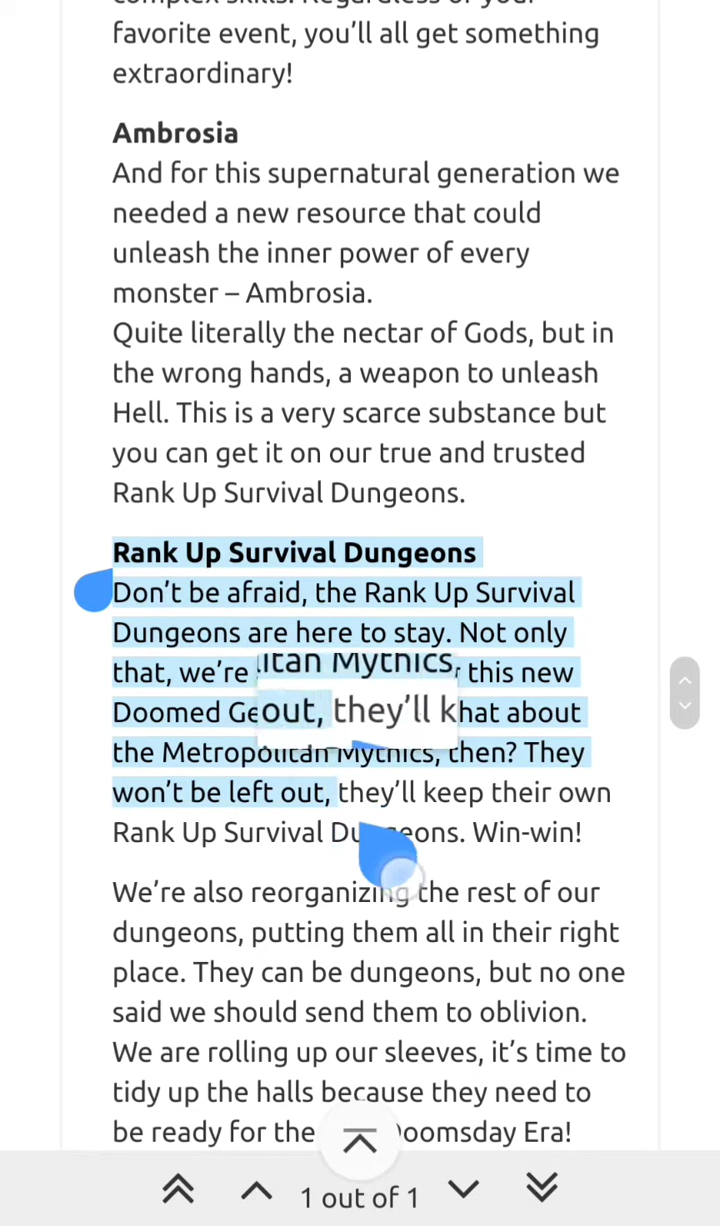 favorite event, you’ll all get something
extraordinary!
Ambrosia
And for this supernatural generation we
needed a new resource that could
unleash the inner power of every
monster – Ambrosia.
Quite literally the nectar of Gods, but in
the wrong hands, a weapon to unleash
Hell. This is a very scarce substance but
you can get it on our true and trusted
Rank Up Survival Dungeons.
Rank Up Survival Dungeons
Don’t be afraid, the Rank Up Survival
Dungeons are here to stay. Not only
that, we’re itan Mythics, this new
Doomed Ge out, they’ll k hat about
the Metropolitan Mythics, then? They
won’t be left out, they’ll keep their own
Rank Up Survival Du eons. Win-win!
We’re also reorganizing the rest of our
dungeons, putting them all in their right
place. They can be dungeons, but no one
said we should send them to oblivion.
We are rolling up our sleeves, it’s time to
tidy up the halls because they need to
be ready for the oomsday Era!
1 out of 1